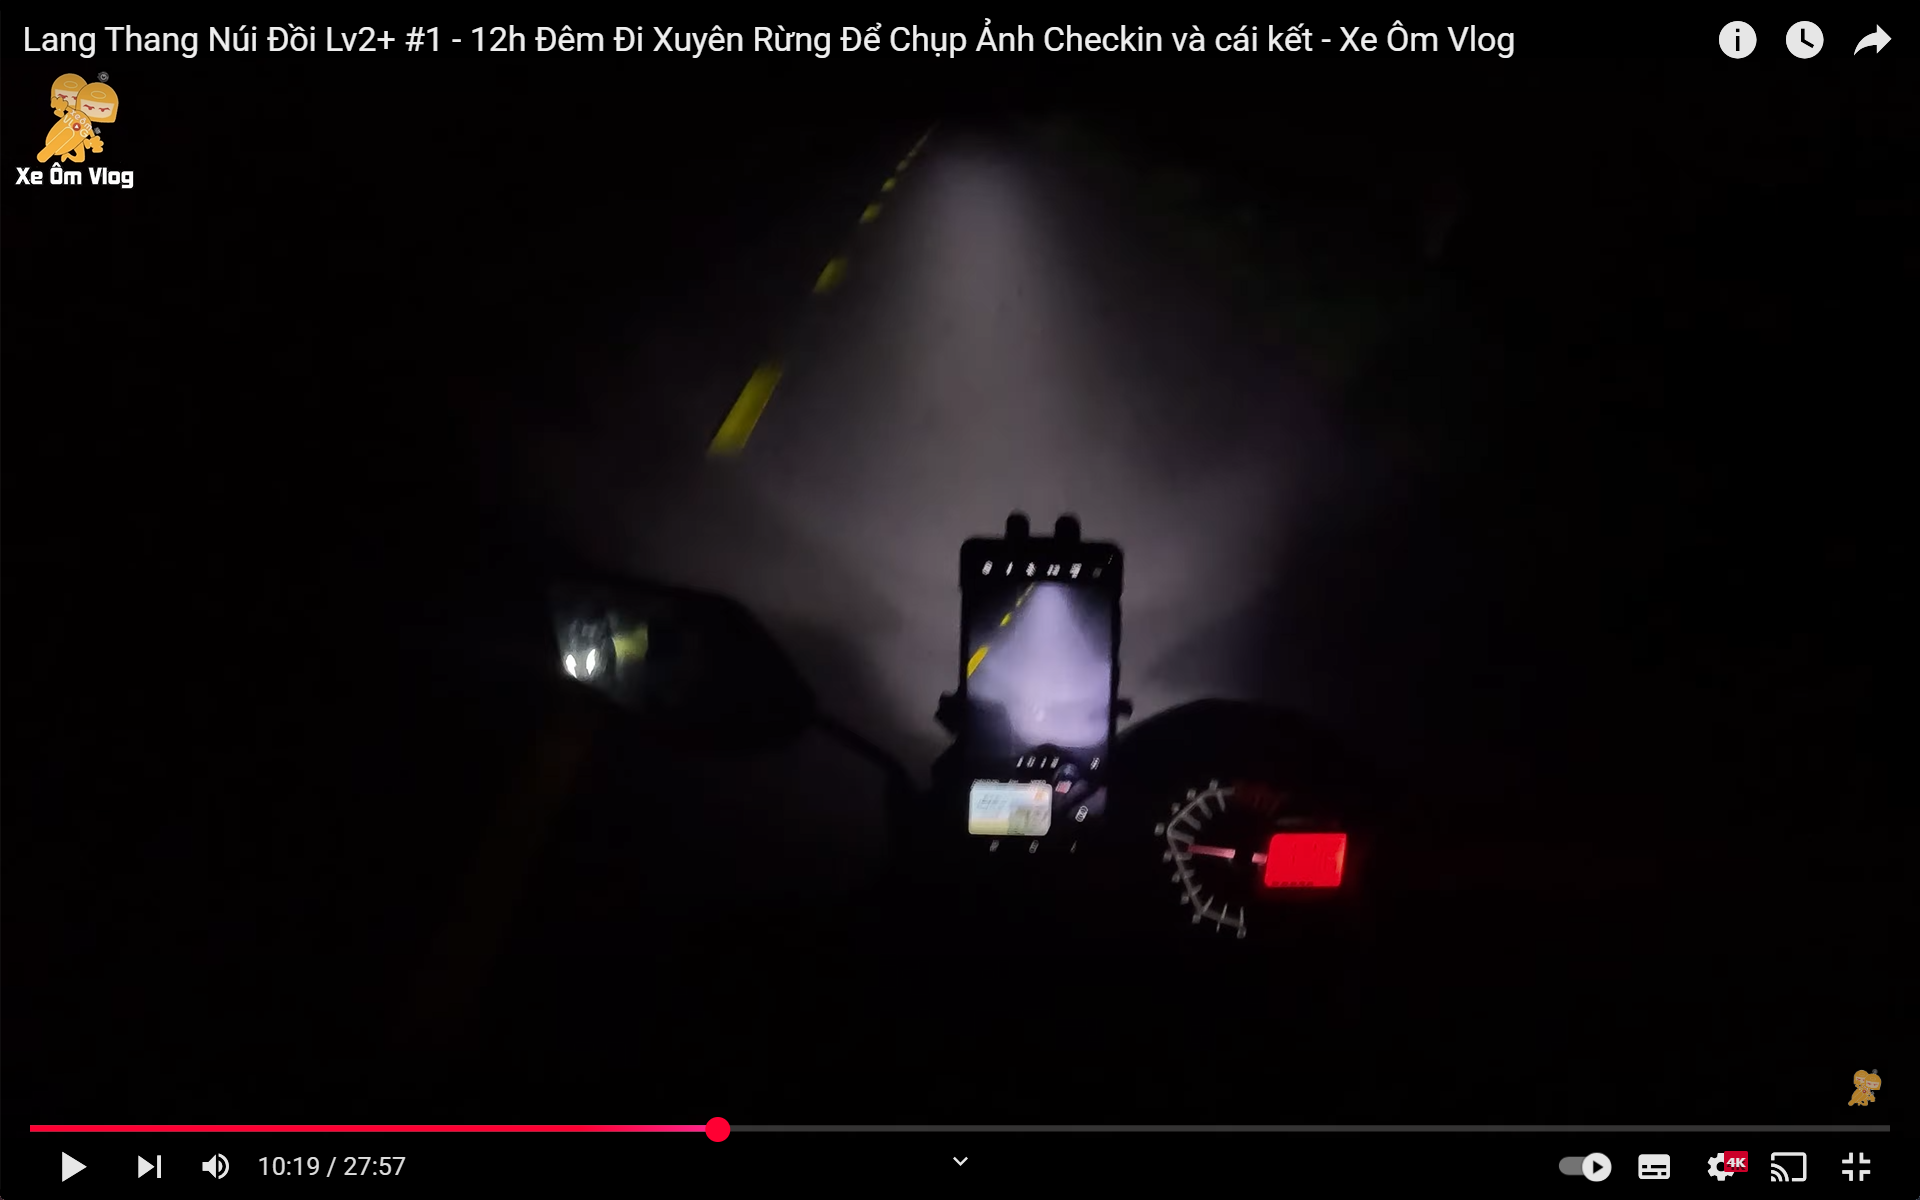 Lang Thang Núi Đồi Lv2+ #1 - 12h Đêm Đi Xuyên Rừng Để Chụp Ảnh Checkin và cái kết - Xe Ôm Vlog
Xe Ôm Vlog
10:19 / 27:57
4K